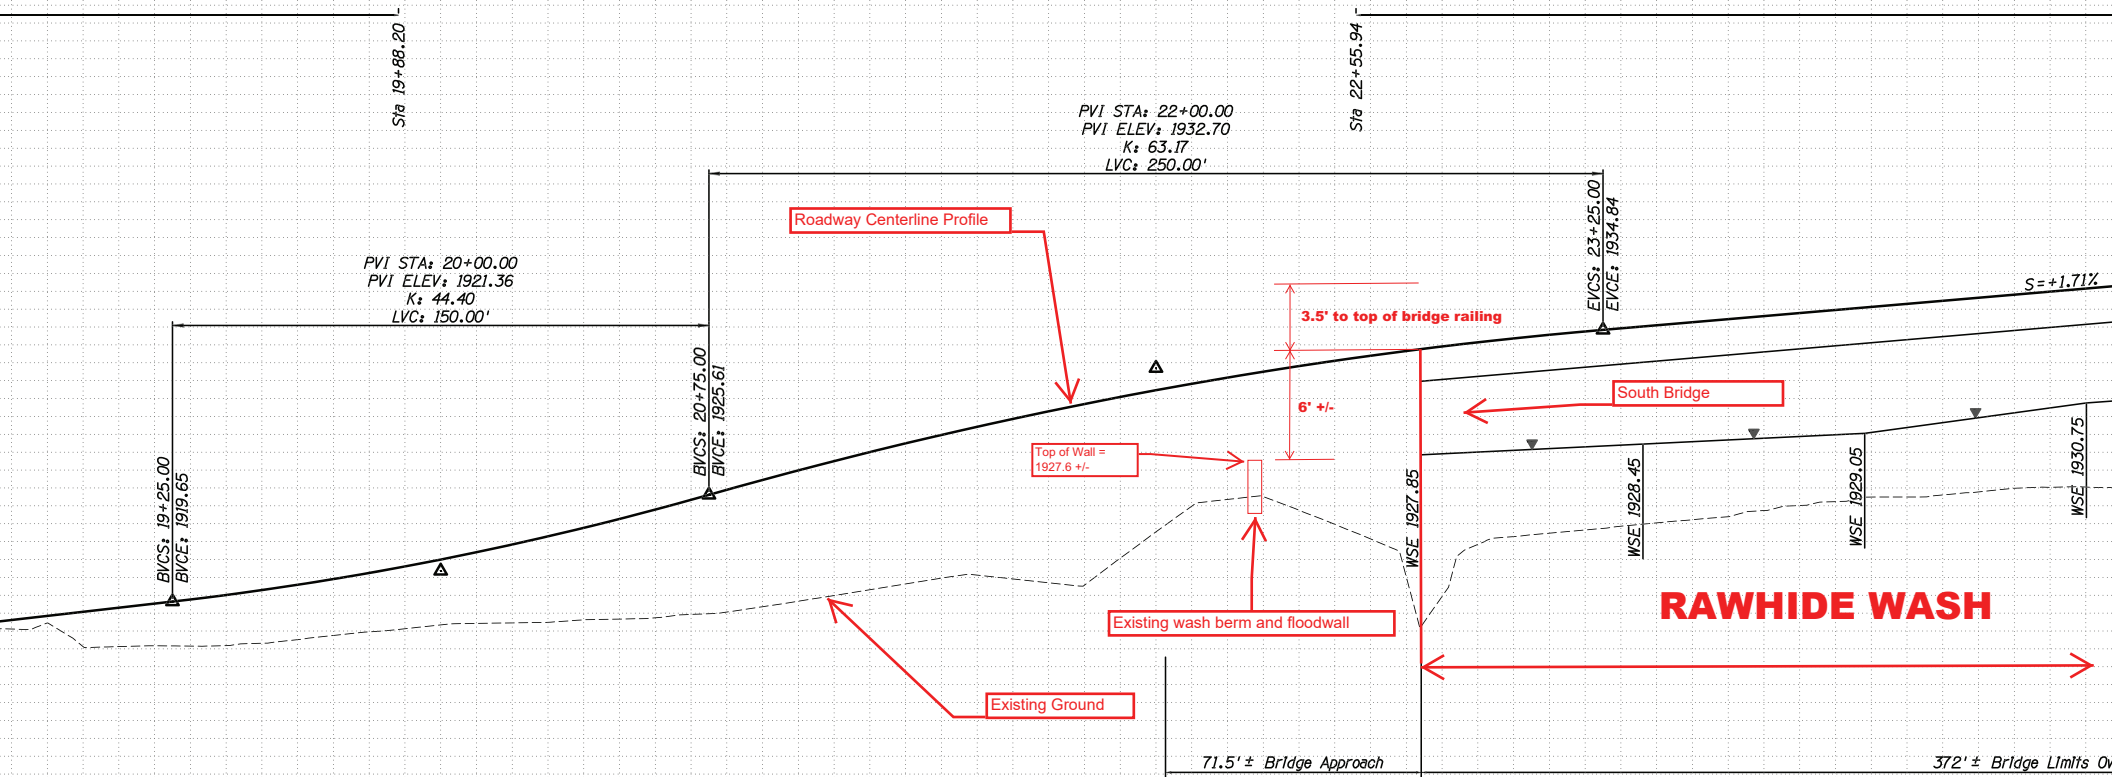 Sta 19+88.20
Sta 22+55.94
PVI STA: 22+00.00
PVI ELEV: 1932.70
K: 63.17
LVC: 250.00'
Roadway Centerline Profile
EVCS: 23+25.00
EVCE: 1934.84
PVI STA: 20+00.00
PVI ELEV: 1921.36
K: 44.40
LVC: 150.00'
S=+1.71%
3.5' to top of bridge railing
BVCS: 20+75.00
BVCE: 1925.61
South Bridge
6' +/-
Top of Wall =
1927.6 +/-
BVCS: 19+25.00
BVCE: 1919.65
WSE 1927.85
WSE 1928.45
WSE 1929.05
WSE 1930.75
RAWHIDE WASH
Existing wash berm and floodwall
Existing Ground
71.5' ± Bridge Approach
372' ± Bridge Limits Ov